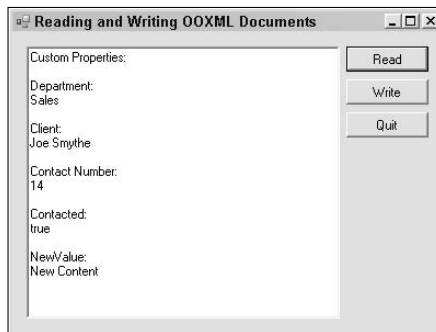 Reading and Writing OOXML Documents
Custom Properties:
Department:
Sales
Client:
Joe Smythe
Contact Number:
14
Contacted:
true
NewValue:
New Content
Read
Write
Quit